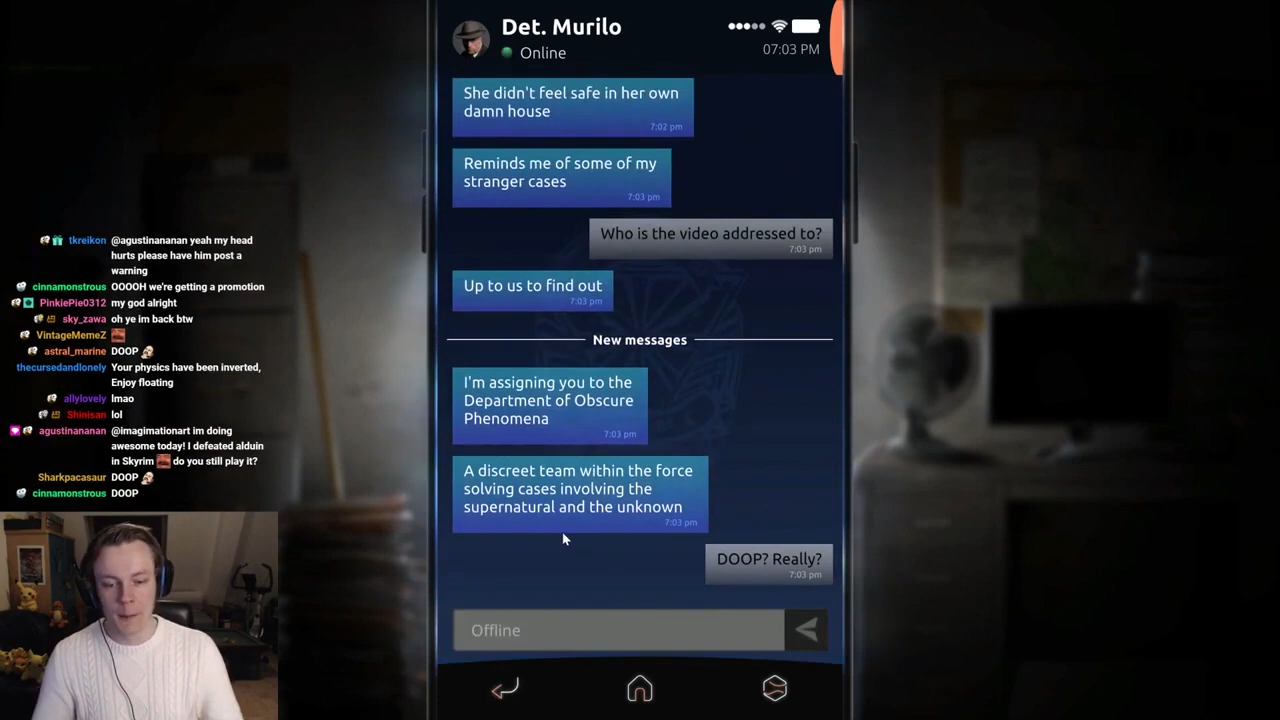 Det. Murilo
Online
07:03 PM
She didn't feel safe in her own
damn house
7:02 pm
Reminds me of some of my
stranger cases
7:03 pm
Who is the video addressed to?
7:03 pm
Up to us to find out
7:03 pm
New messages
I'm assigning you to the
Department of Obscure
Phenomena
7:03 pm
A discreet team within the force
solving cases involving the
supernatural and the unknown
7:03 pm
DOOP? Really?
7:03 pm
Offline
tkreikon @agustinananan yeah my head
hurts please have him post a
warning
cinnamonstrous OOOOH we're getting a promotion
PinkiePie0312 my god alright
sky_zawa oh ye im back btw
VintageMemeZ
astral_marine DOOP
thecursedandlonely Your physics have been inverted,
Enjoy floating
allylovely lmao
Shinisan lol
agustinananan @imagimationart im doing
awesome today! I defeated alduin
in Skyrim do you still play it?
Sharkpacasaur DOOP
cinnamonstrous DOOP